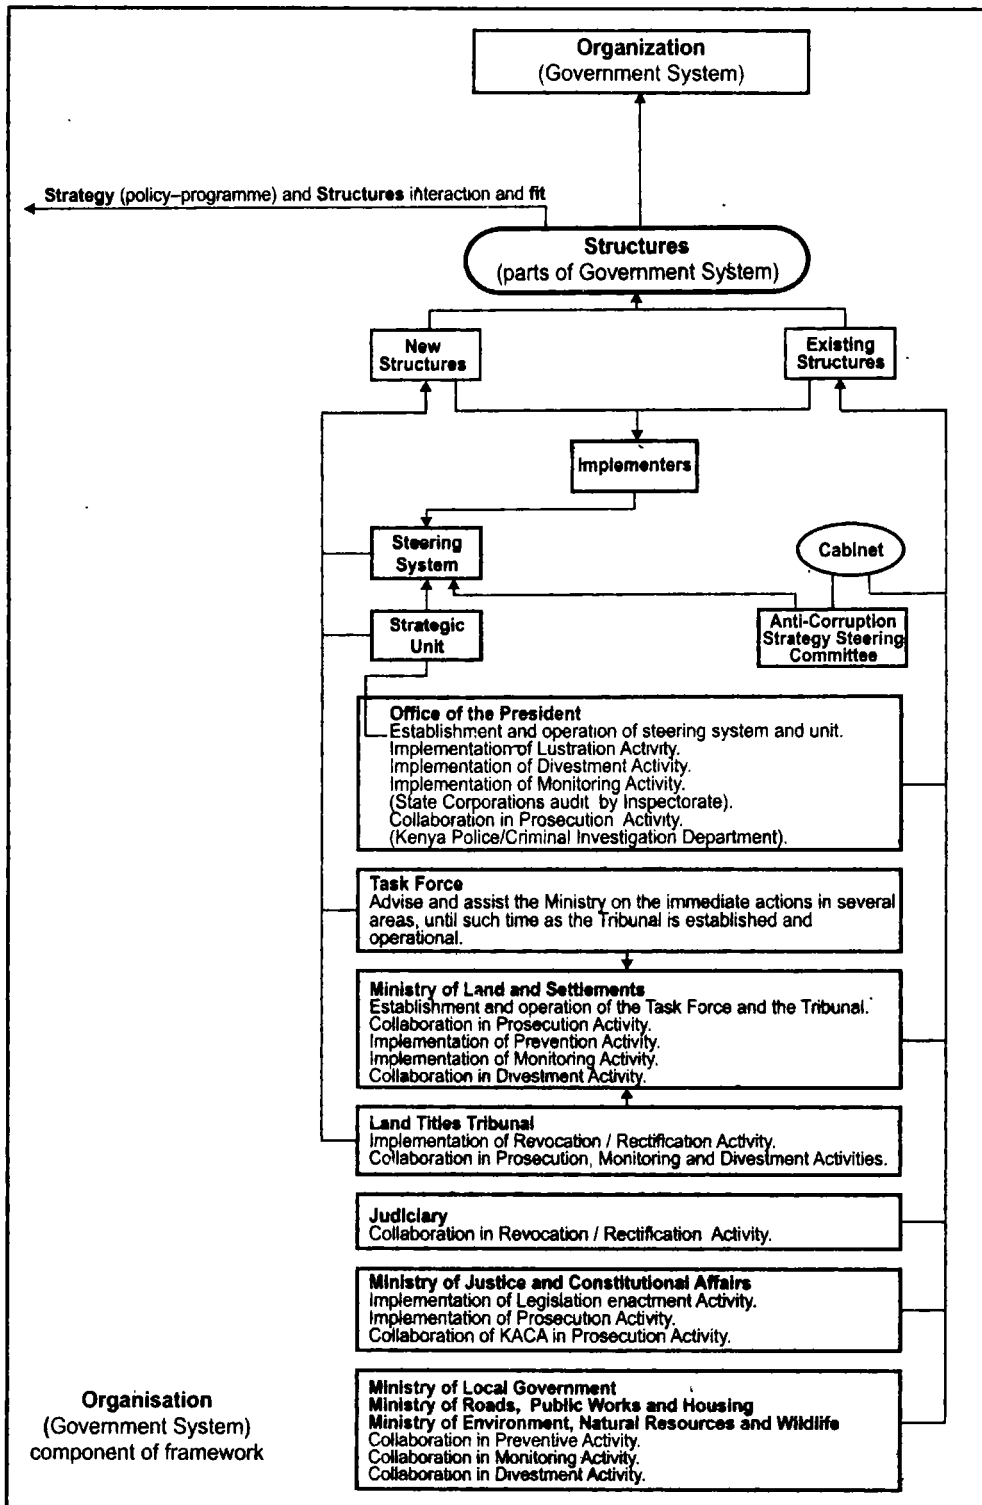 Organization
(Government System)
Strategy (policy–programme) and Structures interaction and fit
Structures
(parts of Government System)
New
Structures
Existing
Structures
Implementers
Steering
System
Cabinet
Strategic
Unit
Anti-Corruption
Strategy Steering
Committee
Office of the President
Establishment and operation of steering system and unit.
Implementation of Lustration Activity.
Implementation of Divestment Activity.
Implementation of Monitoring Activity.
(State Corporations audit by Inspectorate).
Collaboration in Prosecution Activity.
(Kenya Police/Criminal Investigation Department).
Task Force
Advise and assist the Ministry on the immediate actions in several
areas, until such time as the Tribunal is established and
operational.
Ministry of Land and Settlements
Establishment and operation of the Task Force and the Tribunal.
Collaboration in Prosecution Activity.
Implementation of Prevention Activity.
Implementation of Monitoring Activity.
Collaboration in Divestment Activity.
Land Titles Tribunal
Implementation of Revocation / Rectification Activity.
Collaboration in Prosecution, Monitoring and Divestment Activities.
Judiciary
Collaboration in Revocation / Rectification Activity.
Ministry of Justice and Constitutional Affairs
Implementation of Legislation enactment Activity.
Implementation of Prosecution Activity.
Collaboration of KACA in Prosecution Activity.
Ministry of Local Government
Ministry of Roads, Public Works and Housing
Ministry of Environment, Natural Resources and Wildlife
Collaboration in Preventive Activity.
Collaboration in Monitoring Activity.
Collaboration in Divestment Activity.
Organisation
(Government System)
component of framework